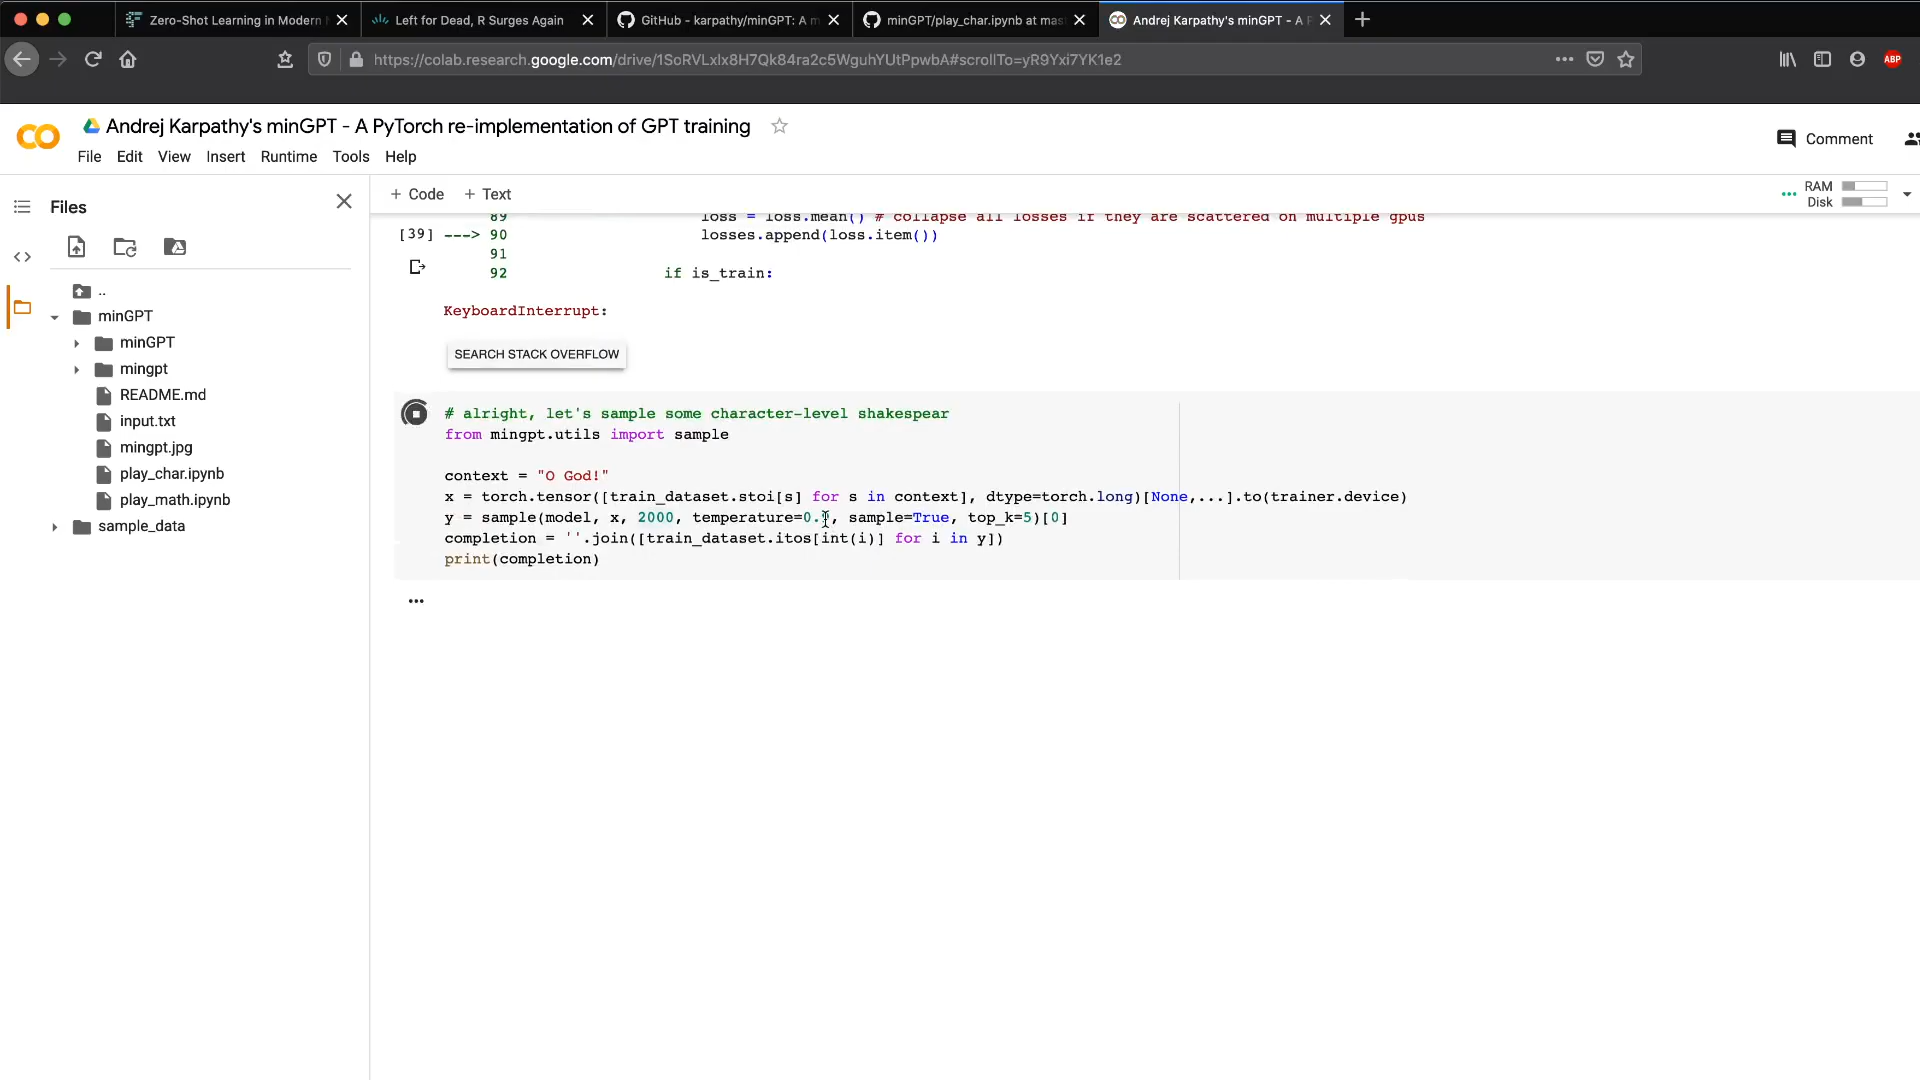 Zero-Shot Learning in Modern
Left for Dead, R Surges Again
GitHub - karpathy/minGPT: A m
minGPT/play_char.ipynb at mas
Andrej Karpathy's minGPT - A P
https://colab.research.google.com/drive/1SoRVLxlx8H7Qk84ra2c5WguhYUtPpwbA#scrollTo=yR9Yxi7YK1e2
ABP
Andrej Karpathy's minGPT - A PyTorch re-implementation of GPT training
File Edit View Insert Runtime Tools Help
Comment
Files
+ Code + Text
RAM
Disk
..
minGPT
minGPT
mingpt
README.md
input.txt
mingpt.jpg
play_char.ipynb
play_math.ipynb
sample_data
89 loss = loss.mean() # collapse all losses if they are scattered on multiple gpus
[39] ---> 90 losses.append(loss.item())
91
92 if is_train:
KeyboardInterrupt:
SEARCH STACK OVERFLOW
# alright, let's sample some character-level shakespear
from mingpt.utils import sample
context = "O God!"
x = torch.tensor([train_dataset.stoi[s] for s in context], dtype=torch.long)[None,...].to(trainer.device)
y = sample(model, x, 2000, temperature=0. , sample=True, top_k=5)[0]
completion = ''.join([train_dataset.itos[int(i)] for i in y])
print(completion)